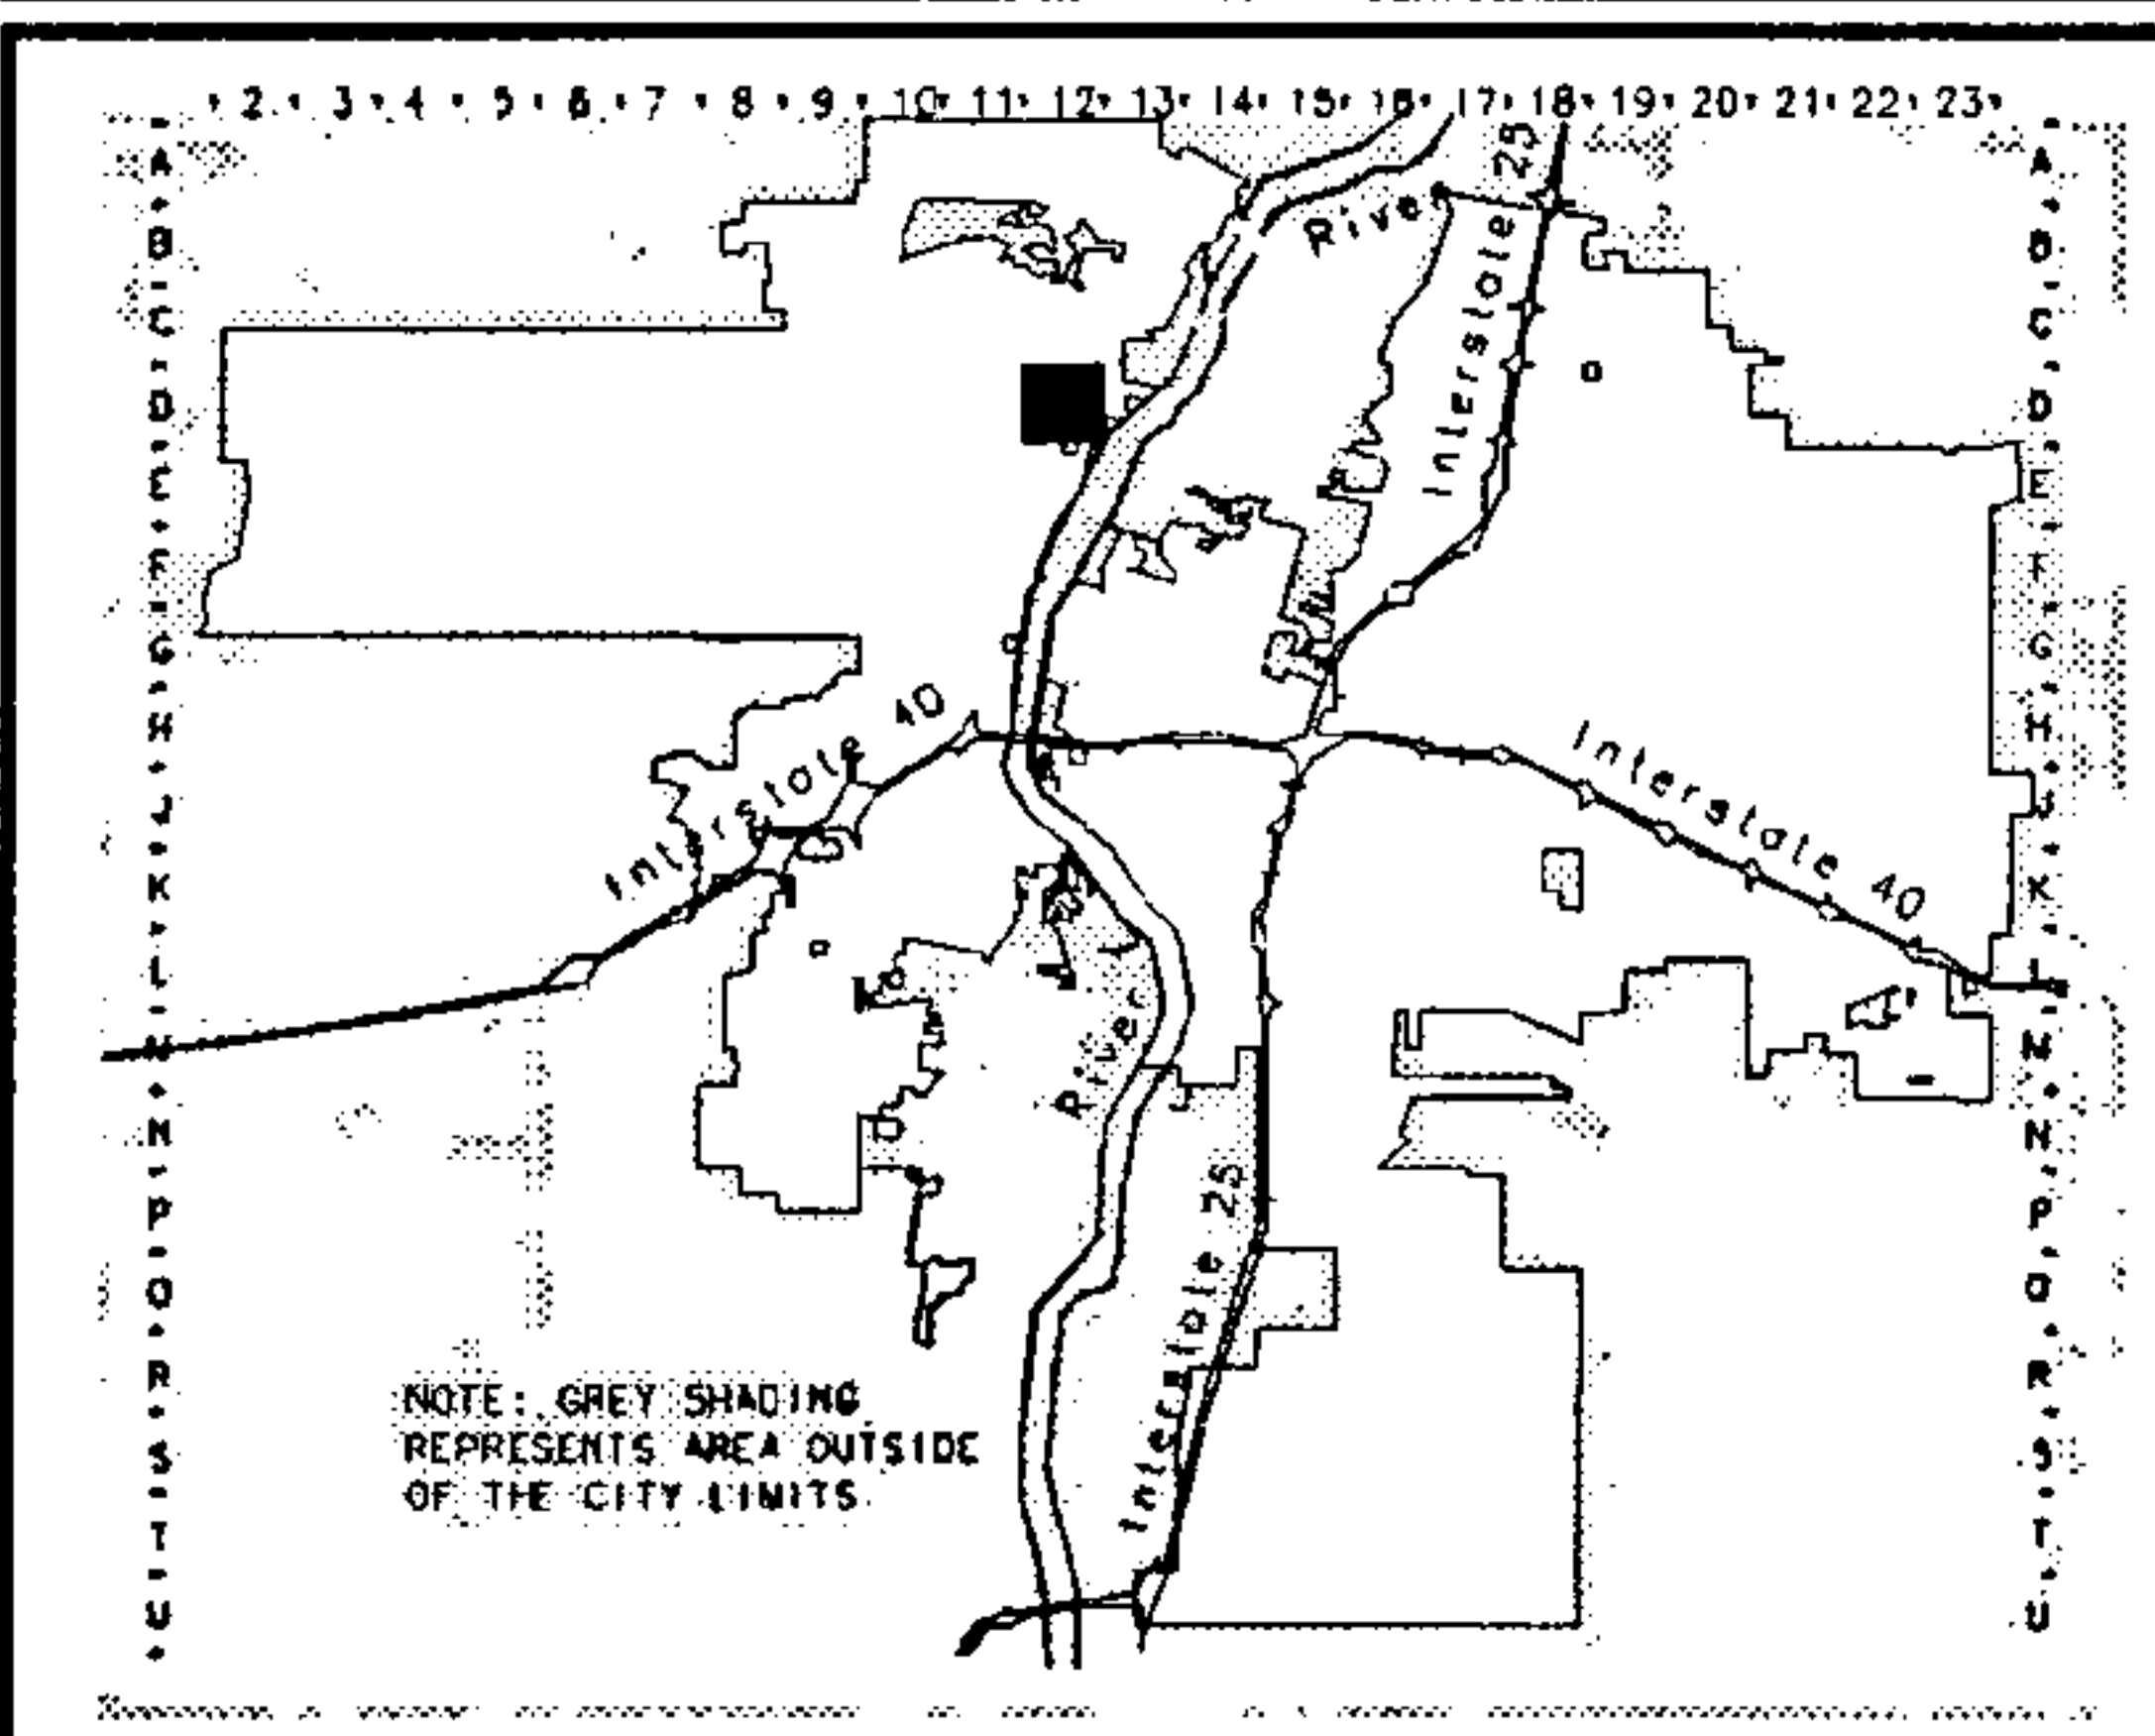 2 3 4 5 6 7 8 9 10 11 12 13 14 15 16 17 18 19 20 21 22 23
A A
B B
C C
D D
E E
F F
G G
H H
J J
K K
L L
M M
N N
P P
Q Q
R R
S S
T T
U U
River
Interstate 25
Interstate 40
Interstate 40
River
Interstate 25
NOTE: GREY SHADING
REPRESENTS AREA OUTSIDE
OF THE CITY LIMITS